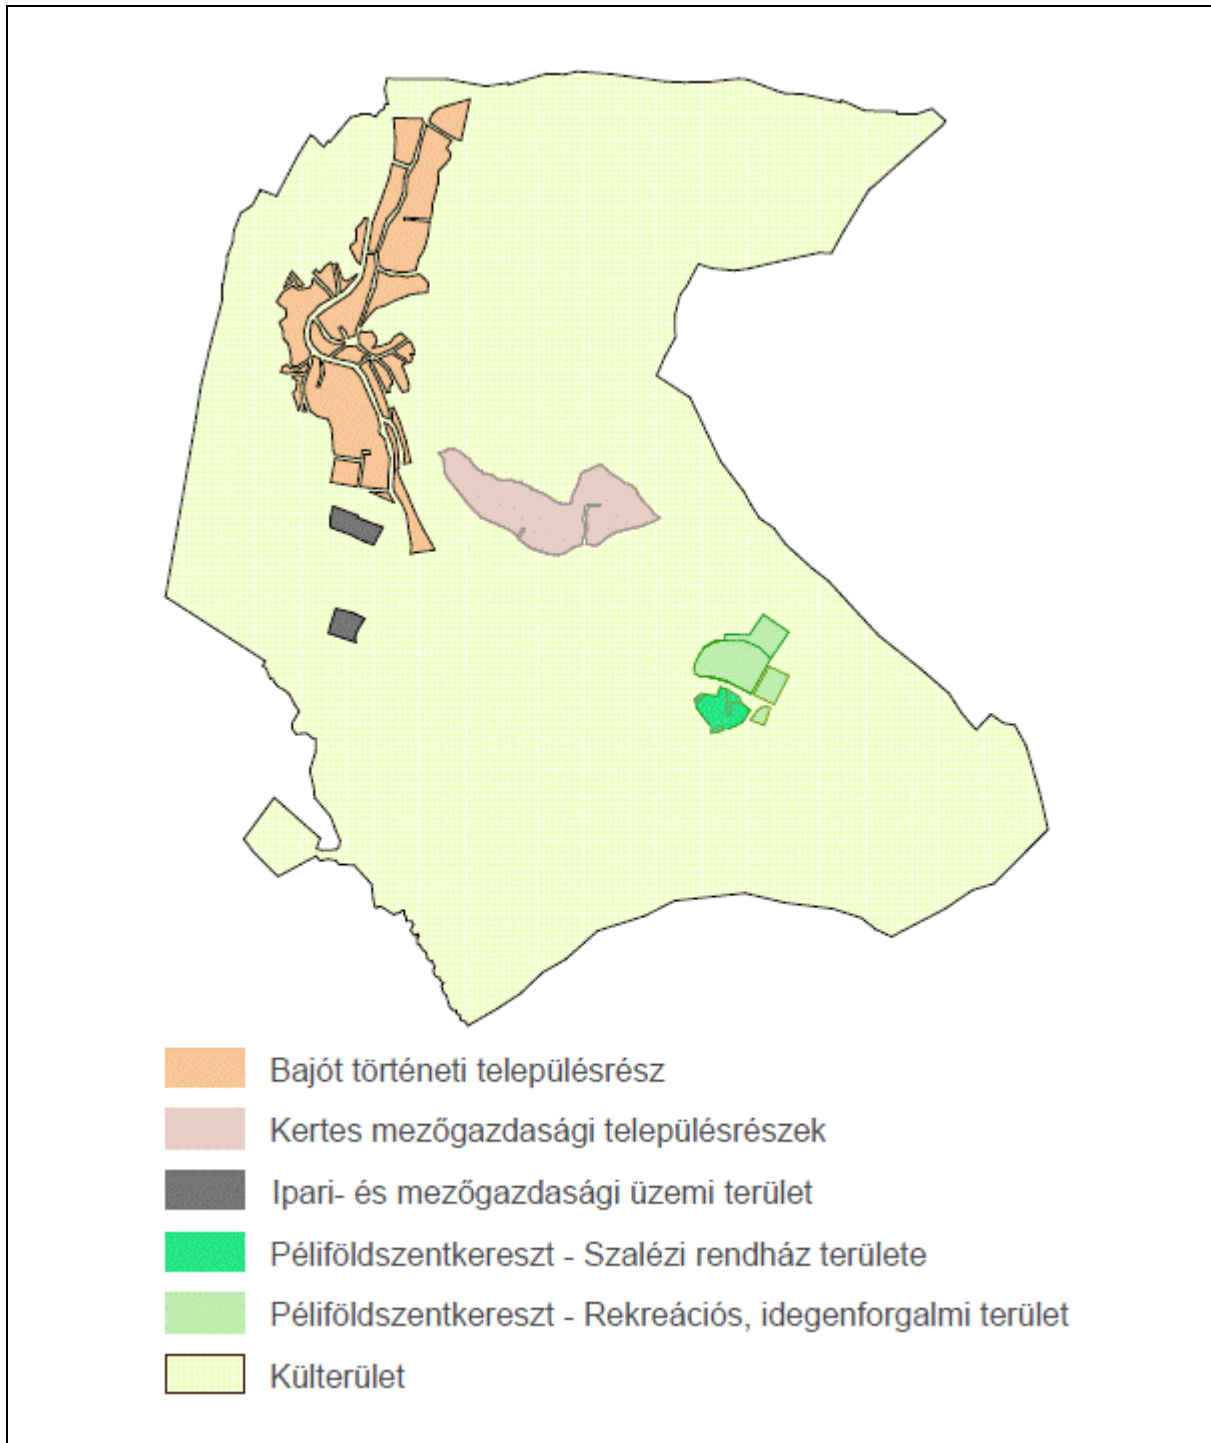 Bajót történeti településrész
Kertes mezőgazdasági településrészek
Ipari- és mezőgazdasági üzemi terület
Péliföldszentkereszt - Szalézi rendház területe
Péliföldszentkereszt - Rekreációs, idegenforgalmi terület
Külterület